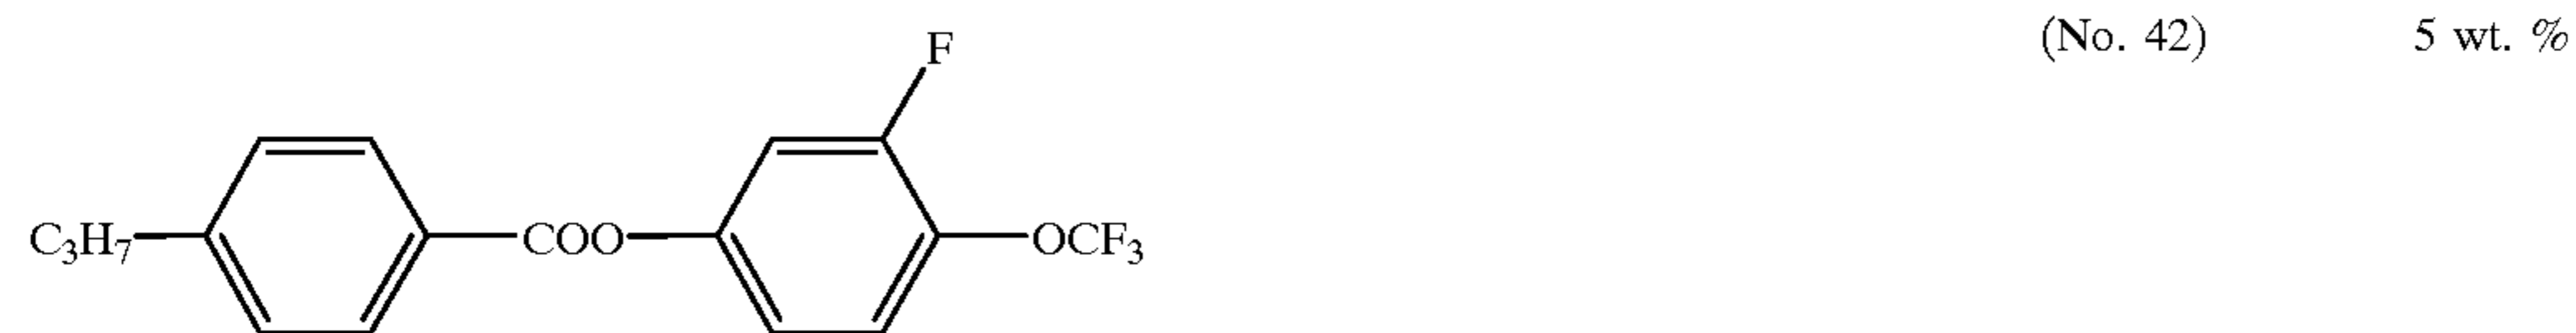 (No. 42) 5 wt. %
F
C₃H₇ COO OCF₃